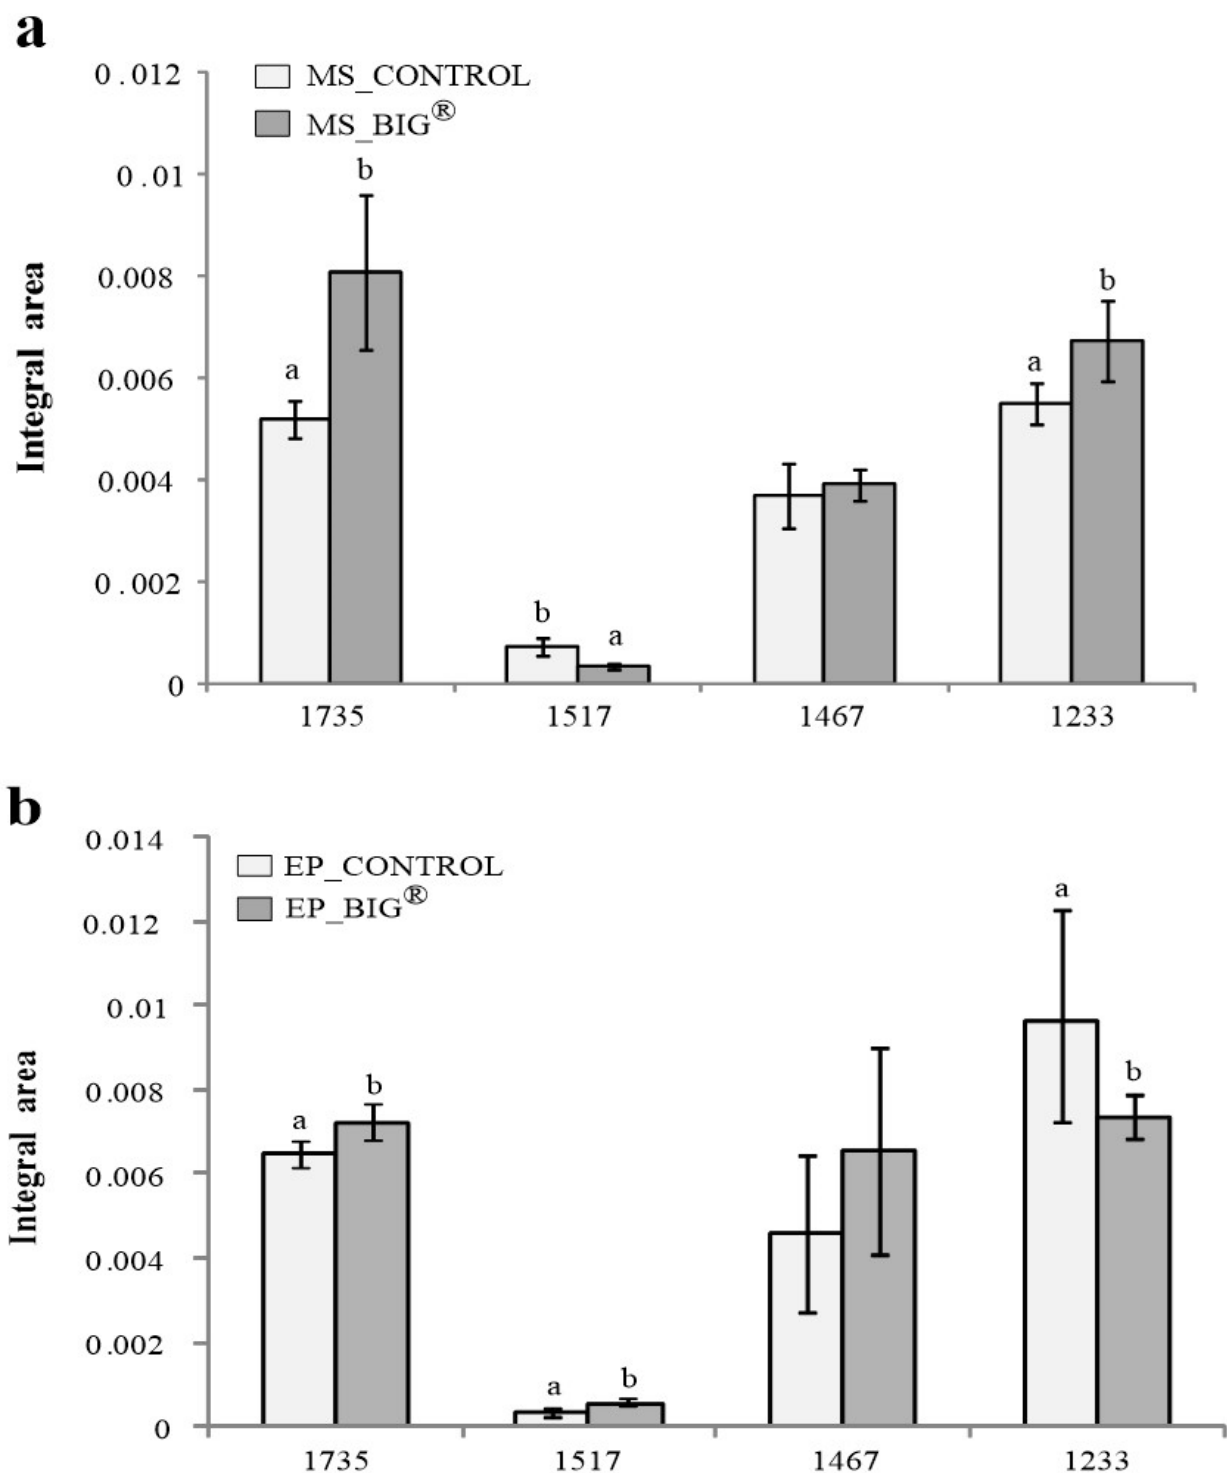 a
0.012
0.01
0.008
0.006
0.004
0.002
0
Integral area
MS_CONTROL
MS_BIG®
a
b
b
a
a
b
1735
1517
1467
1233
b
0.014
0.012
0.01
0.008
0.006
0.004
0.002
0
Integral area
EP_CONTROL
EP_BIG®
a
b
a
b
a
b
1735
1517
1467
1233